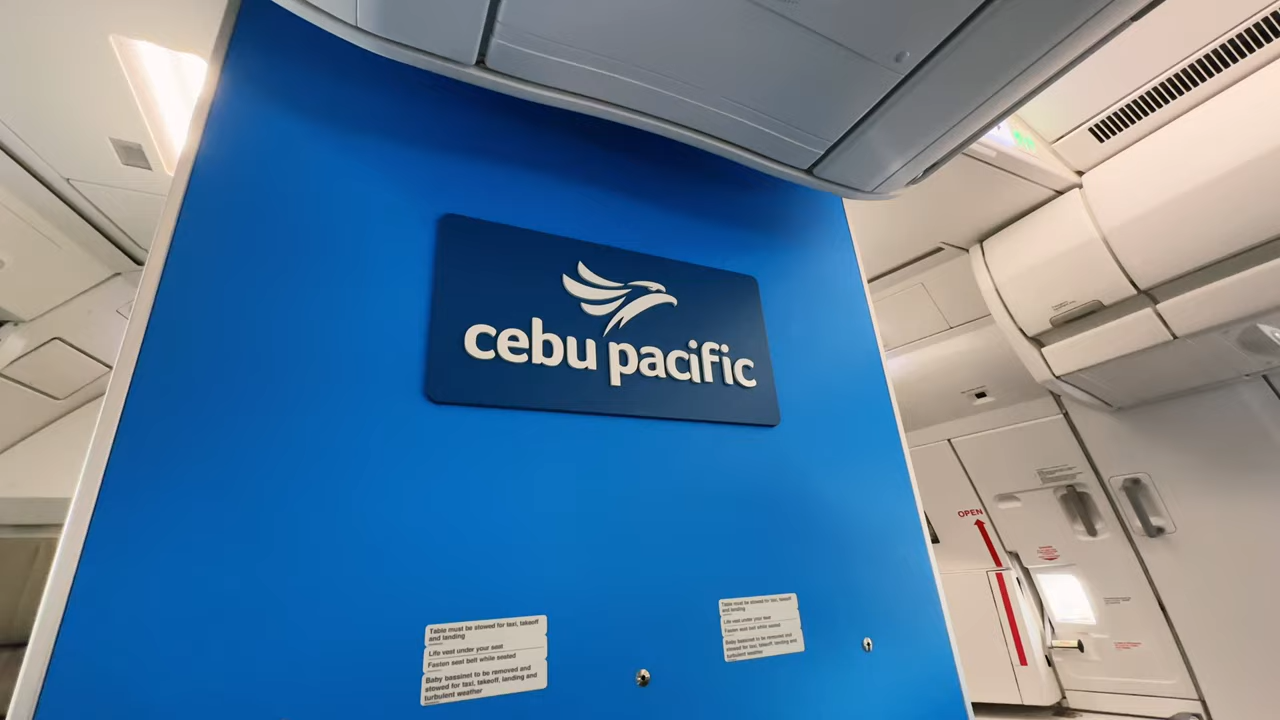 cebu pacific
OPEN
Table must be stowed for taxi, takeoff
and landing
Life vest under your seat
Fasten seat belt while seated
Baby bassinet to be removed and
stowed for taxi, takeoff, landing and
turbulent weather
Table must be stowed for taxi, takeoff
and landing
Life vest under your seat
Fasten seat belt while seated
Baby bassinet to be removed and
stowed for taxi, takeoff, landing and
turbulent weather